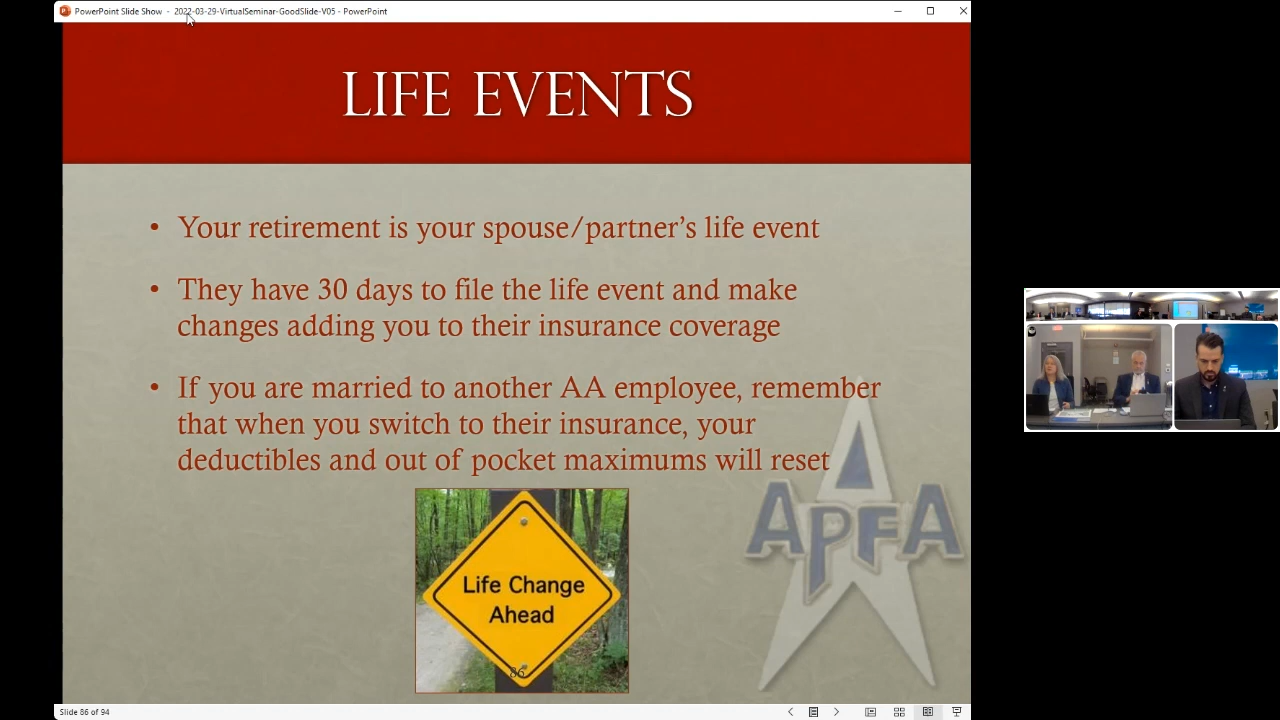 PowerPoint Slide Show - 2022-03-29-VirtualSeminar-GoodSlide-V05 - PowerPoint
LIFE EVENTS
• Your retirement is your spouse/partner's life event
• They have 30 days to file the life event and make
changes adding you to their insurance coverage
• If you are married to another AA employee, remember
that when you switch to their insurance, your
deductibles and out of pocket maximums will reset
APFA
Life Change
Ahead
86
Slide 86 of 94